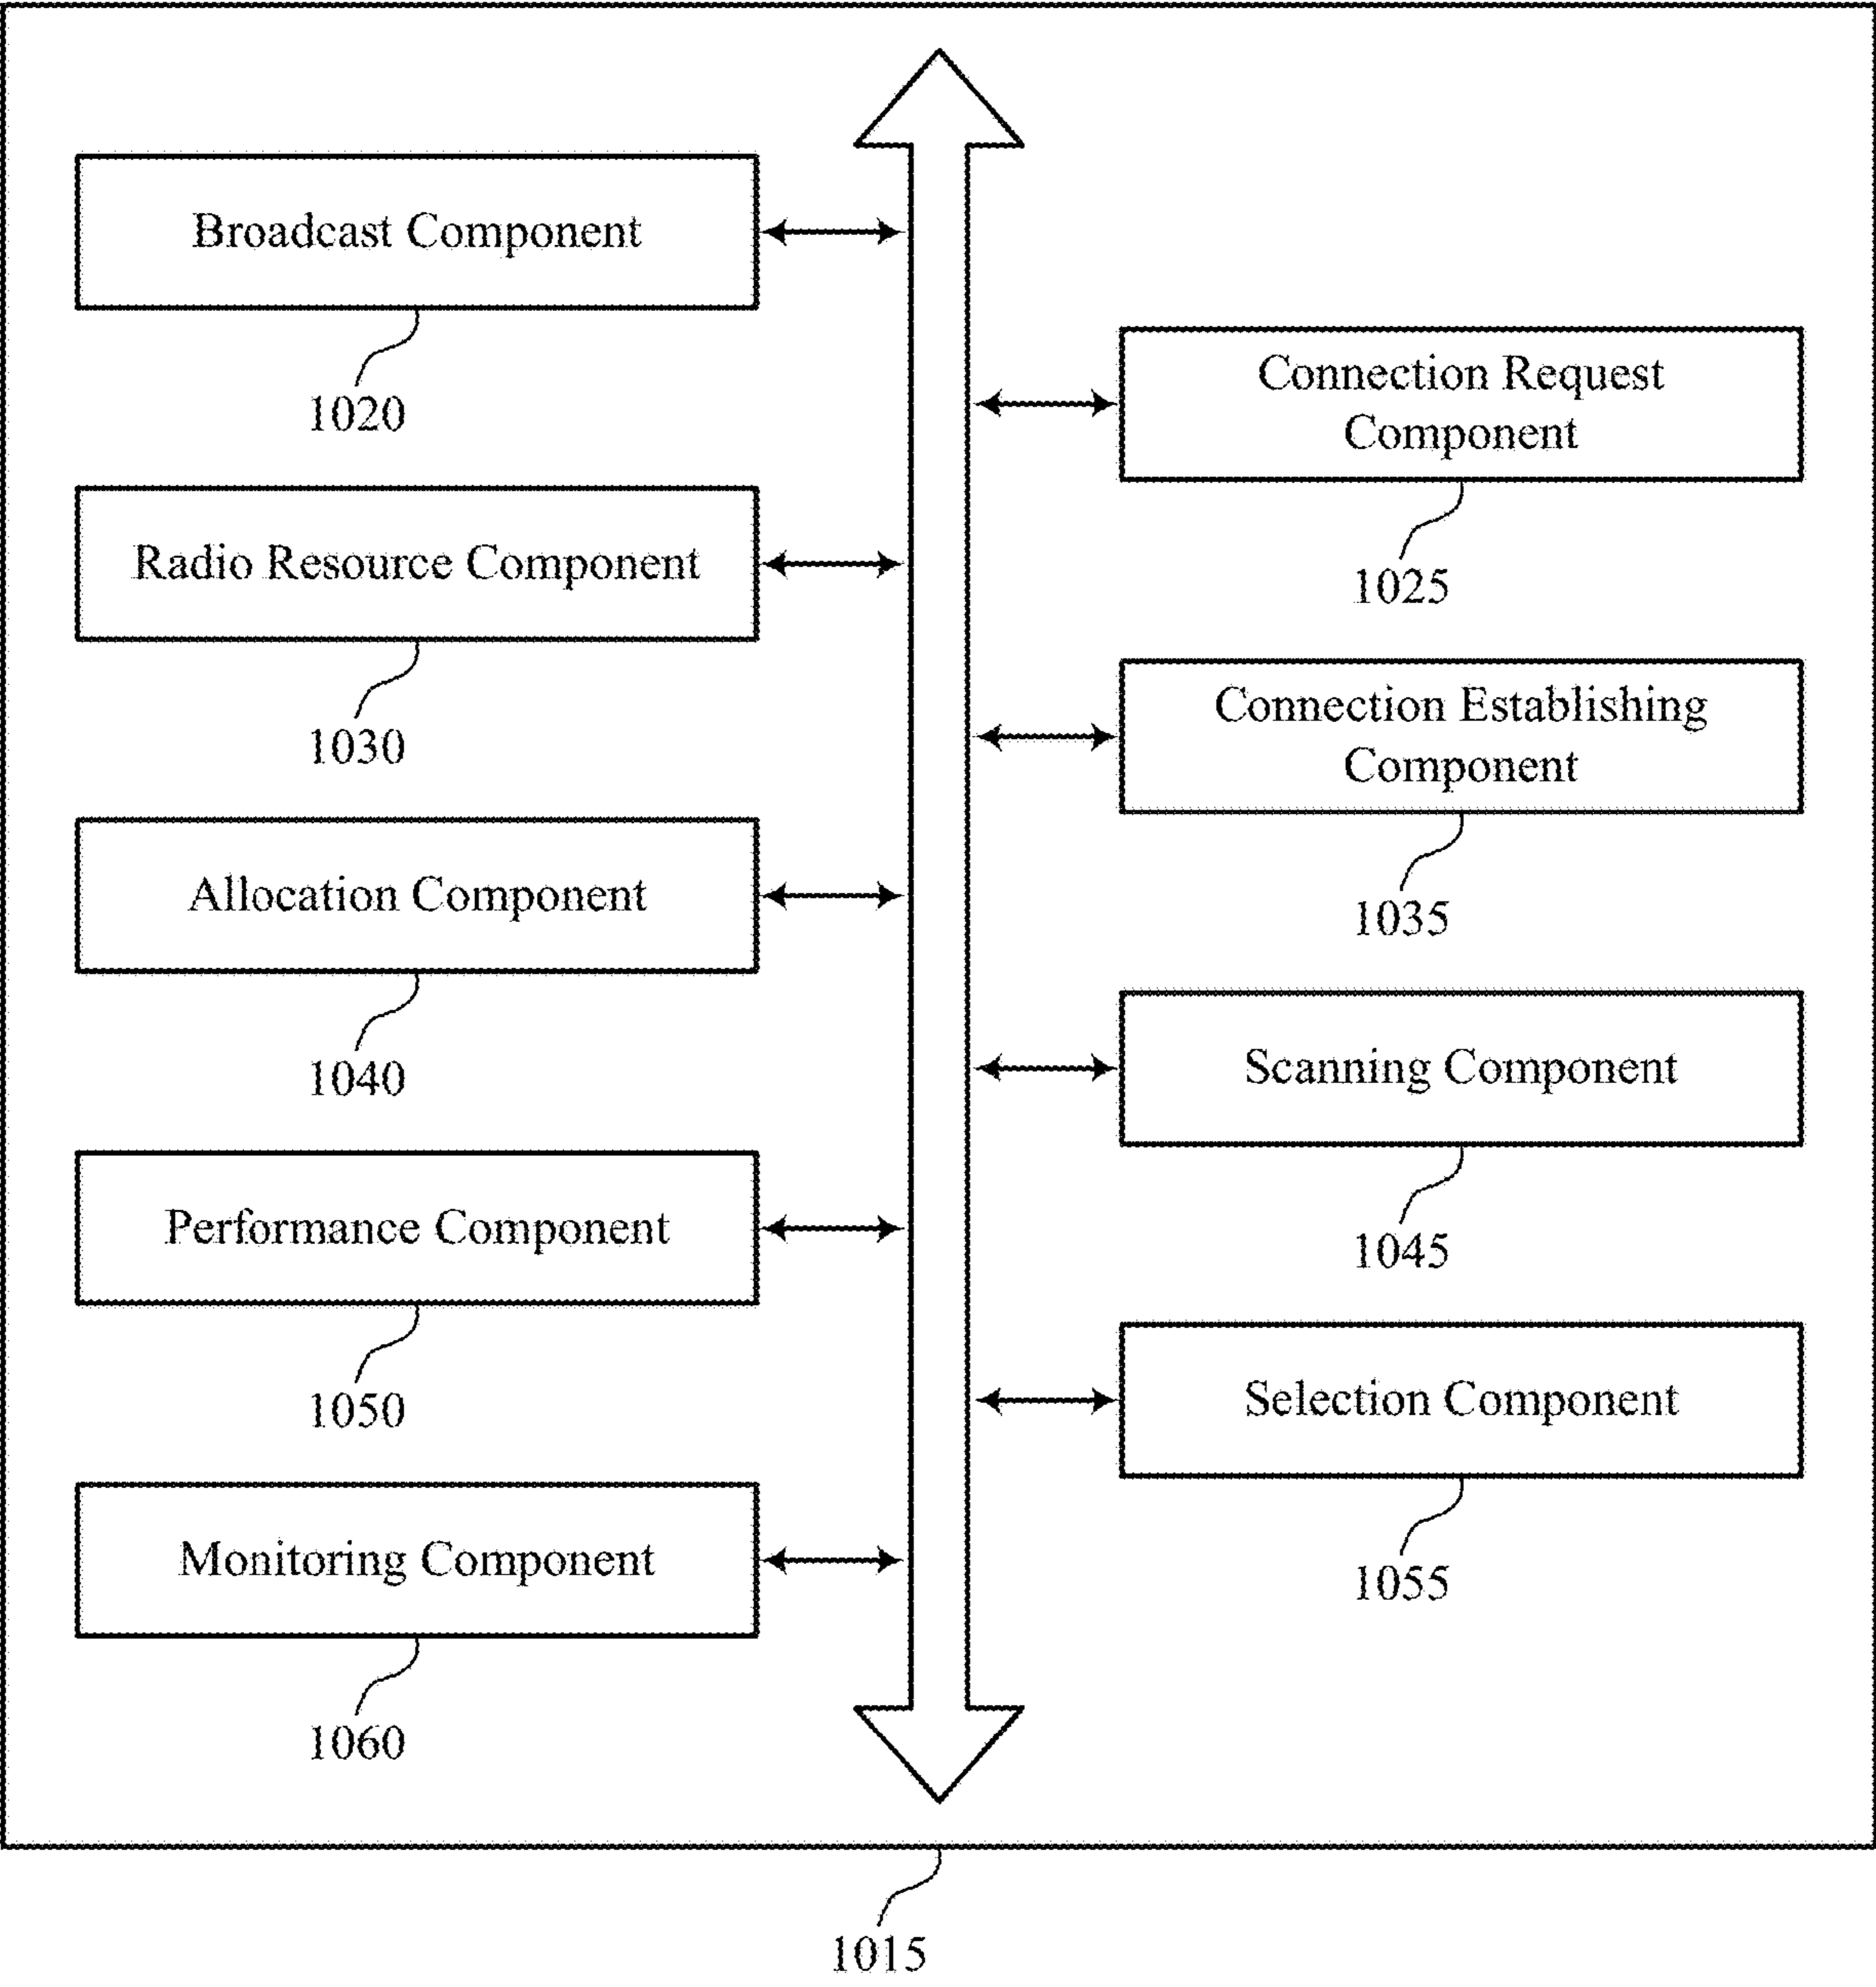 Broadcast Component
1020
Connection Request
Component
1025
Radio Resource Component
1030
Connection Establishing
Component
1035
Allocation Component
1040
Scanning Component
1045
Performance Component
1050
Selection Component
1055
Monitoring Component
1060
1015